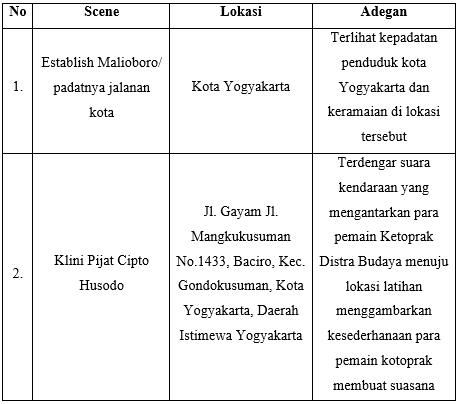 No Scene Lokasi Adegan
1.
Establish Malioboro/
padatnya jalanan
kota
Kota Yogyakarta
Terlihat kepadatan
penduduk kota
Yogyakarta dan
keramaian di lokasi
tersebut
2.
Klini Pijat Cipto
Husodo
Jl. Gayam Jl.
Mangkukusuman
No.1433, Baciro, Kec.
Gondokusuman, Kota
Yogyakarta, Daerah
Istimewa Yogyakarta
Terdengar suara
kendaraan yang
mengantarkan para
pemain Ketoprak
Distra Budaya menuju
lokasi latihan
menggambarkan
kesederhanaan para
pemain kotoprak
membuat suasana